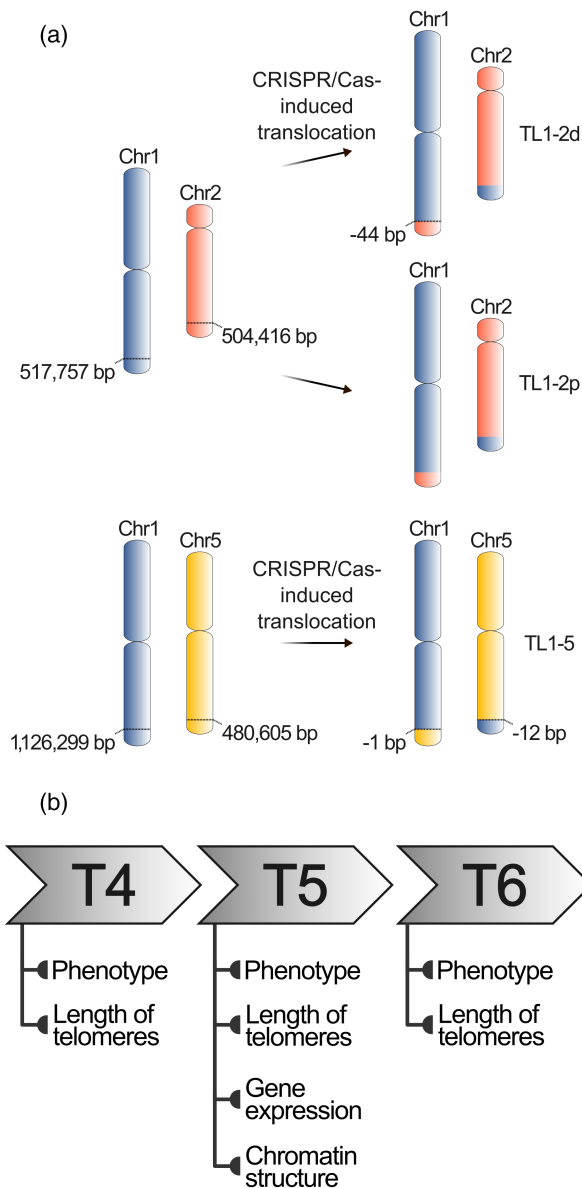 (a)
Chr1
Chr2
CRISPR/Cas-
induced
translocation
TL1-2d
-44 bp
Chr1
Chr2
504,416 bp
517,757 bp
Chr1
Chr2
TL1-2p
Chr1
Chr5
CRISPR/Cas-
induced
translocation
Chr1
Chr5
TL1-5
1,126,299 bp
480,605 bp
-1 bp
-12 bp
(b)
T4
T5
T6
Phenotype
Length of
telomeres
Phenotype
Length of
telomeres
Gene
expression
Chromatin
structure
Phenotype
Length of
telomeres